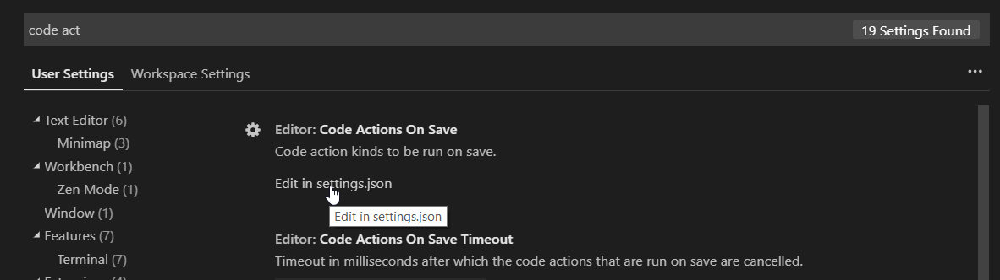 code act
19 Settings Found
User Settings
Workspace Settings
...
Text Editor (6)
Minimap (3)
Workbench (1)
Zen Mode (1)
Window (1)
Features (7)
Terminal (7)
Editor: Code Actions On Save
Code action kinds to be run on save.
Edit in settings.json
Edit in settings.json
Editor: Code Actions On Save Timeout
Timeout in milliseconds after which the code actions that are run on save are cancelled.